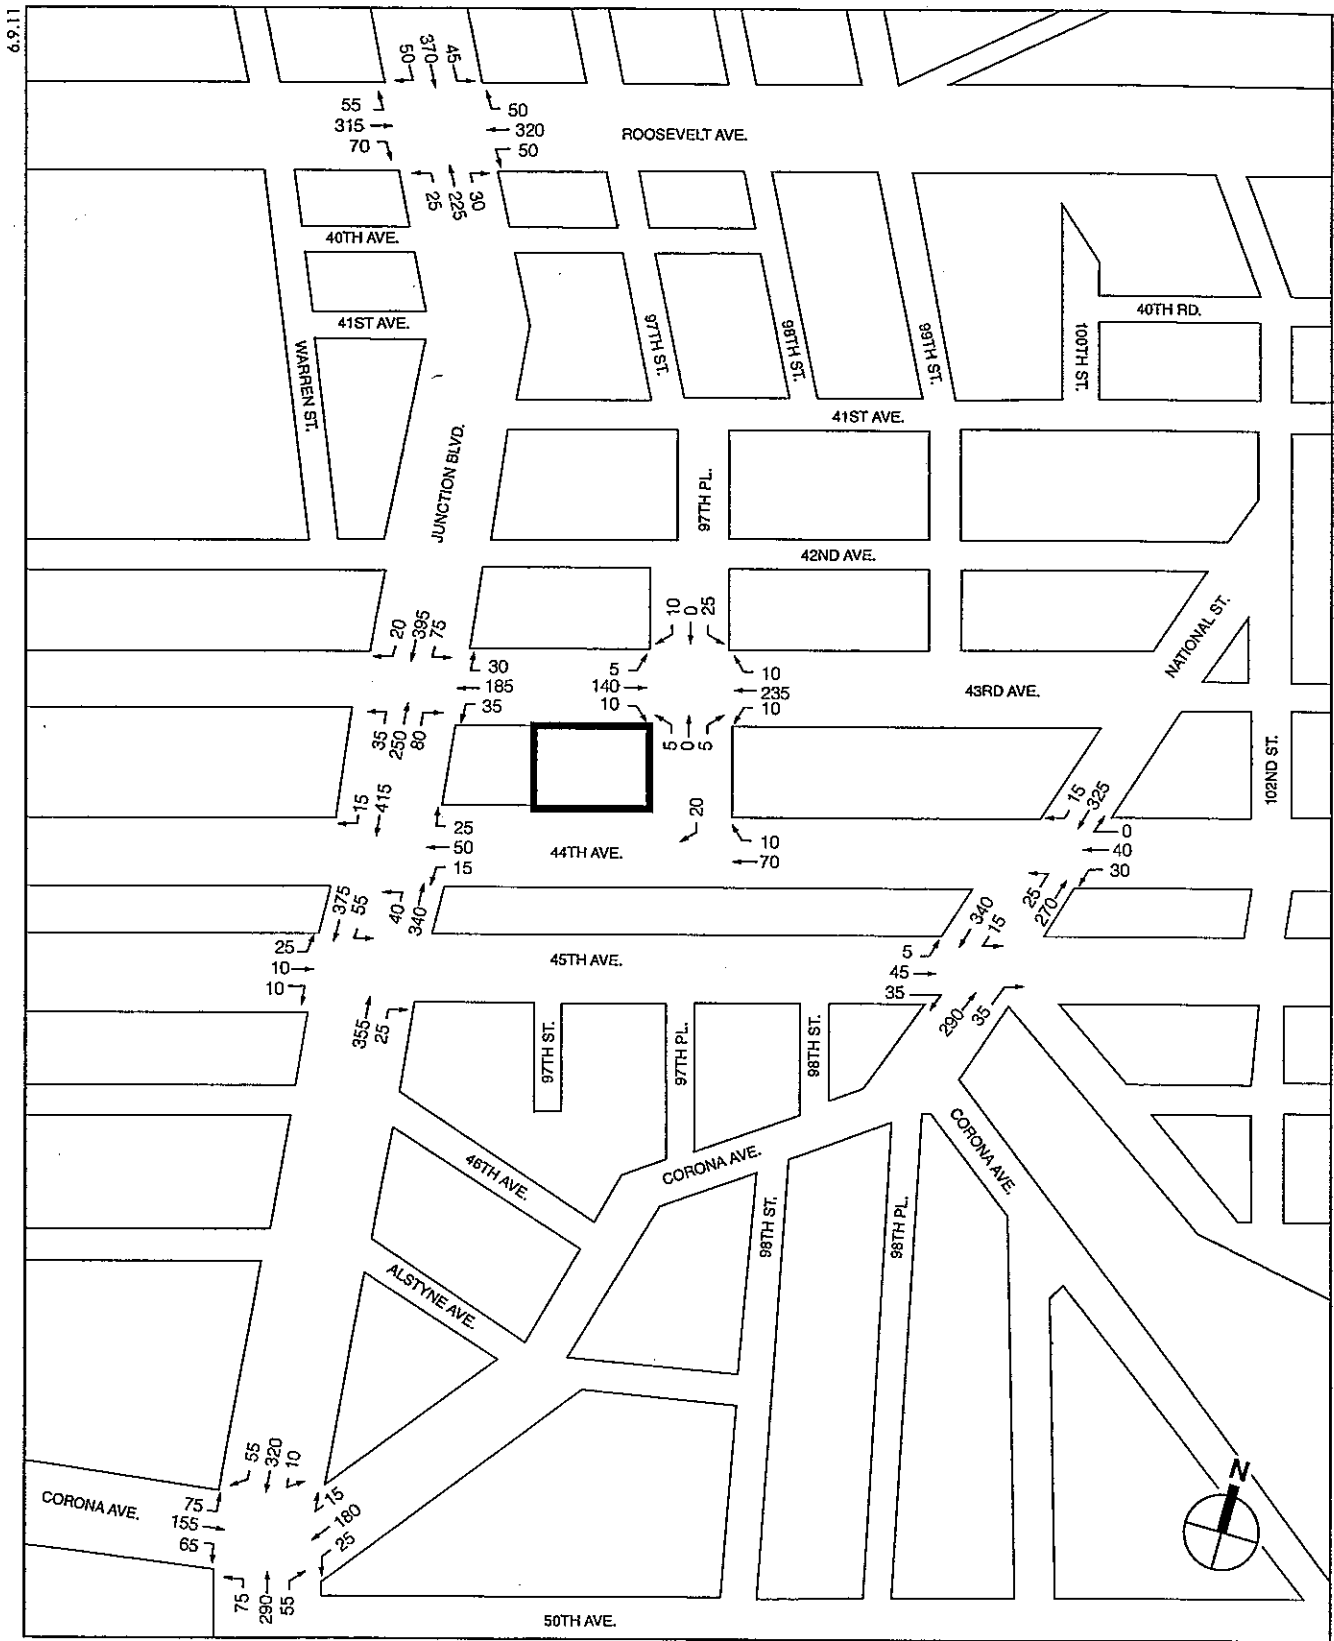 6.9.11
50
370
45
55
315
70
50
320
50
ROOSEVELT AVE.
25
225
30
40TH AVE.
41ST AVE.
WARREN ST.
JUNCTION BLVD.
97TH ST.
98TH ST.
99TH ST.
100TH ST.
40TH RD.
41ST AVE.
97TH PL.
42ND AVE.
NATIONAL ST.
20
395
75
30
185
35
10
0
25
5
140
10
10
235
10
43RD AVE.
35
250
80
5
0
5
102ND ST.
15
415
25
50
15
44TH AVE.
20
10
70
15
325
0
40
30
375
55
40
340
25
270
340
15
25
10
10
45TH AVE.
5
45
35
355
25
290
35
97TH ST.
97TH PL.
98TH ST.
46TH AVE.
CORONA AVE.
CORONA AVE.
98TH ST.
98TH PL.
ALSTYNE AVE.
55
320
10
CORONA AVE.
75
155
65
15
180
25
75
290
55
50TH AVE.
N